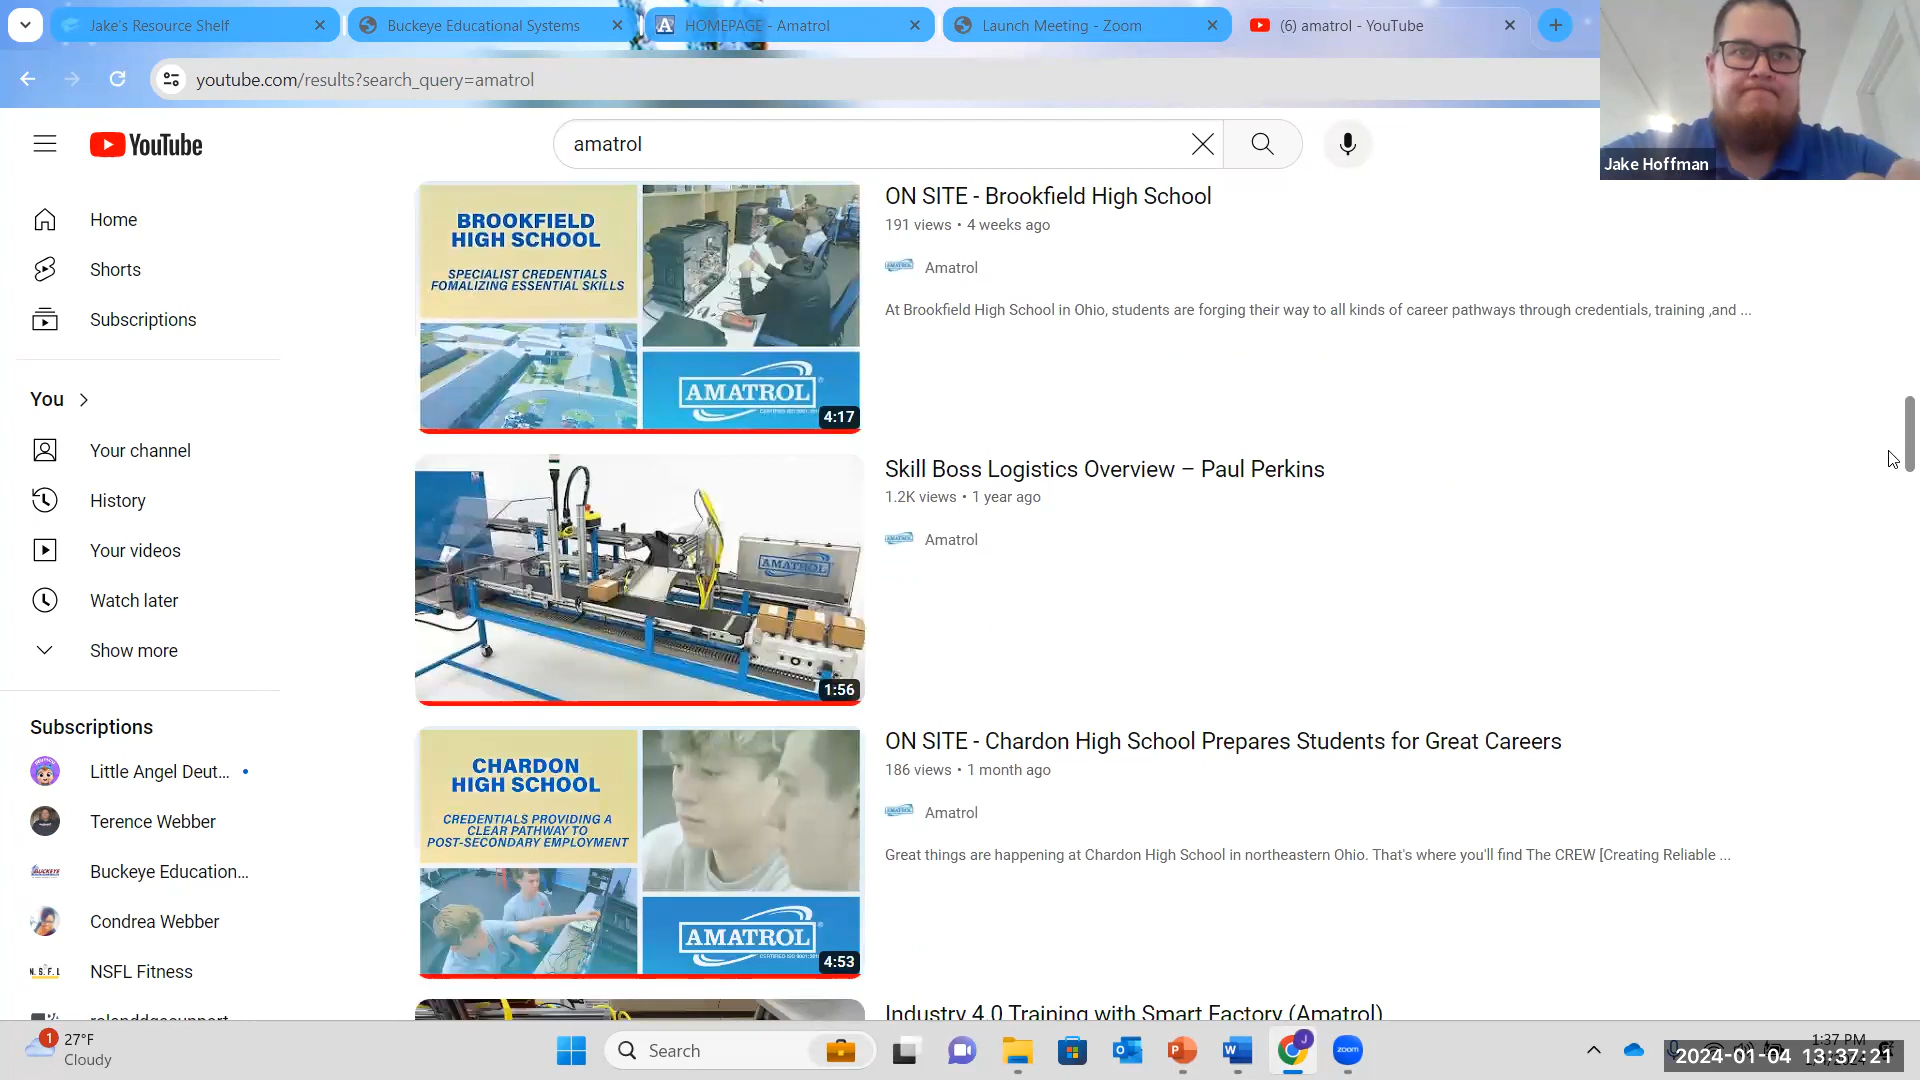 Jake's Resource Shelf
Buckeye Educational Systems
HOMEPAGE - Amatrol
Launch Meeting - Zoom
(6) amatrol - YouTube
youtube.com/results?search_query=amatrol
Jake Hoffman
YouTube
amatrol
Home
Shorts
Subscriptions
You
Your channel
History
Your videos
Watch later
Show more
Subscriptions
Little Angel Deut...
Terence Webber
Buckeye Education...
Condrea Webber
NSFL Fitness
BROOKFIELD
HIGH SCHOOL
SPECIALIST CREDENTIALS
FOMALIZING ESSENTIAL SKILLS
AMATROL
4:17
ON SITE - Brookfield High School
191 views • 4 weeks ago
Amatrol
At Brookfield High School in Ohio, students are forging their way to all kinds of career pathways through credentials, training ,and ...
AMATROL
1:56
Skill Boss Logistics Overview – Paul Perkins
1.2K views • 1 year ago
Amatrol
CHARDON
HIGH SCHOOL
CREDENTIALS PROVIDING A
CLEAR PATHWAY TO
POST-SECONDARY EMPLOYMENT
AMATROL
4:53
ON SITE - Chardon High School Prepares Students for Great Careers
186 views • 1 month ago
Amatrol
Great things are happening at Chardon High School in northeastern Ohio. That's where you'll find The CREW [Creating Reliable ...
Industry 4.0 Training with Smart Factory (Amatrol)
1
27°F
Cloudy
Search
zoom
1:37 PM
2024-01-04 13:37:21